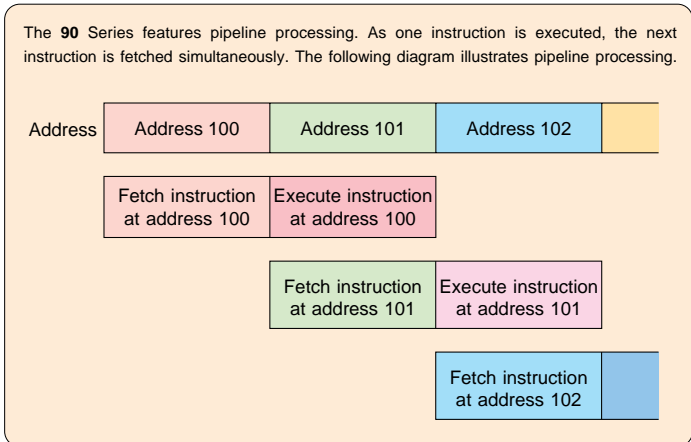 The 90 Series features pipeline processing. As one instruction is executed, the next
instruction is fetched simultaneously. The following diagram illustrates pipeline processing.
Address
Address 100
Address 101
Address 102
Fetch instruction
at address 100
Execute instruction
at address 100
Fetch instruction
at address 101
Execute instruction
at address 101
Fetch instruction
at address 102